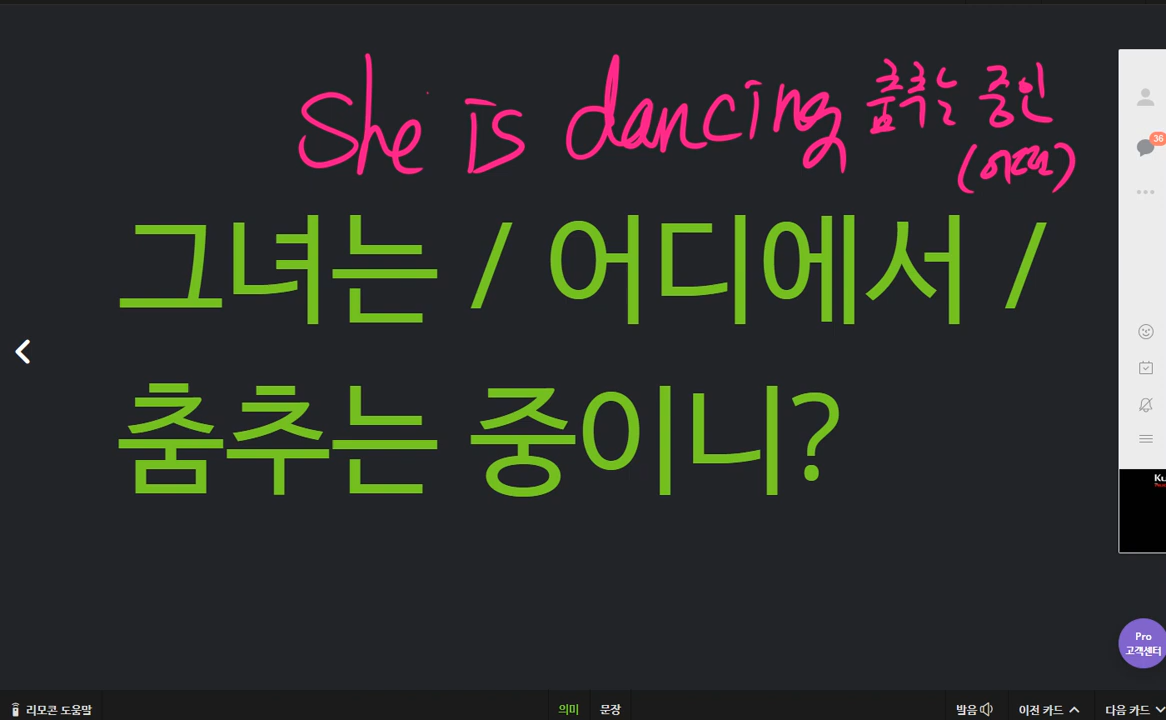 She is dancing 춤추는 중인
그녀는 / 어디에서 /
춤추는 중이니?
36
Pro
고객센터
리모콘 도움말
의미
문장
발음
이전 카드
다음 카드